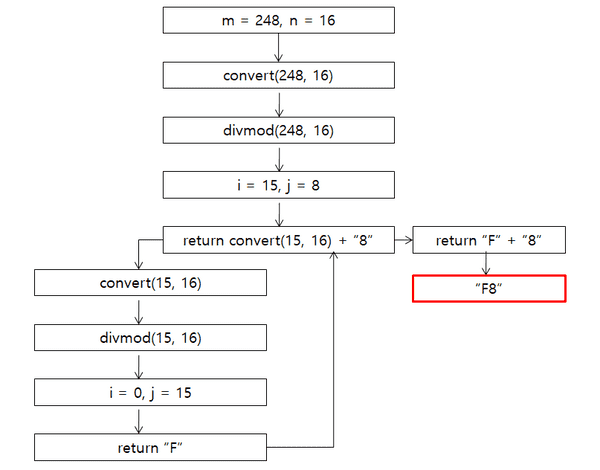 m = 248, n = 16
convert(248, 16)
divmod(248, 16)
i = 15, j = 8
return convert(15, 16) + “8”
return “F” + “8”
convert(15, 16)
“F8”
divmod(15, 16)
i = 0, j = 15
return “F”